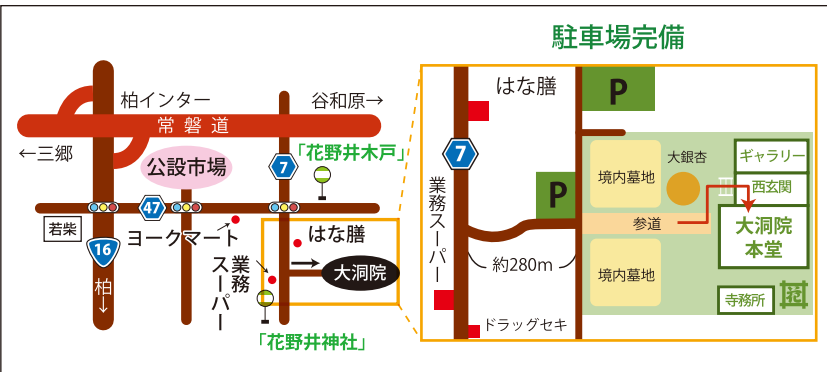 駐車場完備
柏インター
谷和原→
常磐道
←三郷
公設市場
「花野井木戸」
7
47
若柴
16
柏→
ヨークマート
業務
スーパー
はな膳
大洞院
「花野井神社」
はな膳
P
7
業務スーパー
P
約280m
ドラッグセキ
境内墓地
大銀杏
参道
境内墓地
ギャラリー
西玄関
大洞院
本堂
寺務所